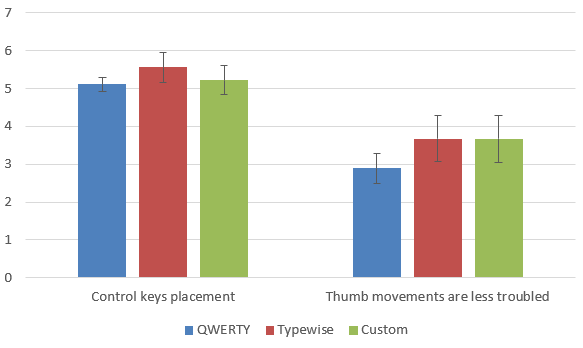 7
6
5
4
3
2
1
0
Control keys placement
Thumb movements are less troubled
QWERTY Typewise Custom